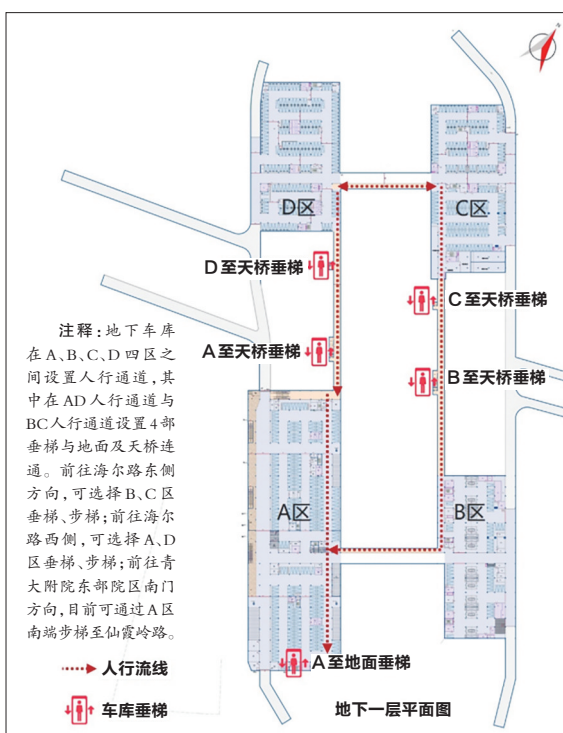 D区
C区
D至天桥垂梯
C至天桥垂梯
A至天桥垂梯
B至天桥垂梯
注释:地下车库
在A、B、C、D四区之
间设置人行通道,其
中在AD人行通道与
BC人行通道设置4部
垂梯与地面及天桥连
通。前往海尔路东侧
方向,可选择B、C区
垂梯、步梯;前往海尔
路西侧,可选择A、D
区垂梯、步梯;前往青
大附院东部院区南门
方向,目前可通过A区
南端步梯至仙霞岭路。
A区
B区
人行流线
A至地面垂梯
车库垂梯
地下一层平面图